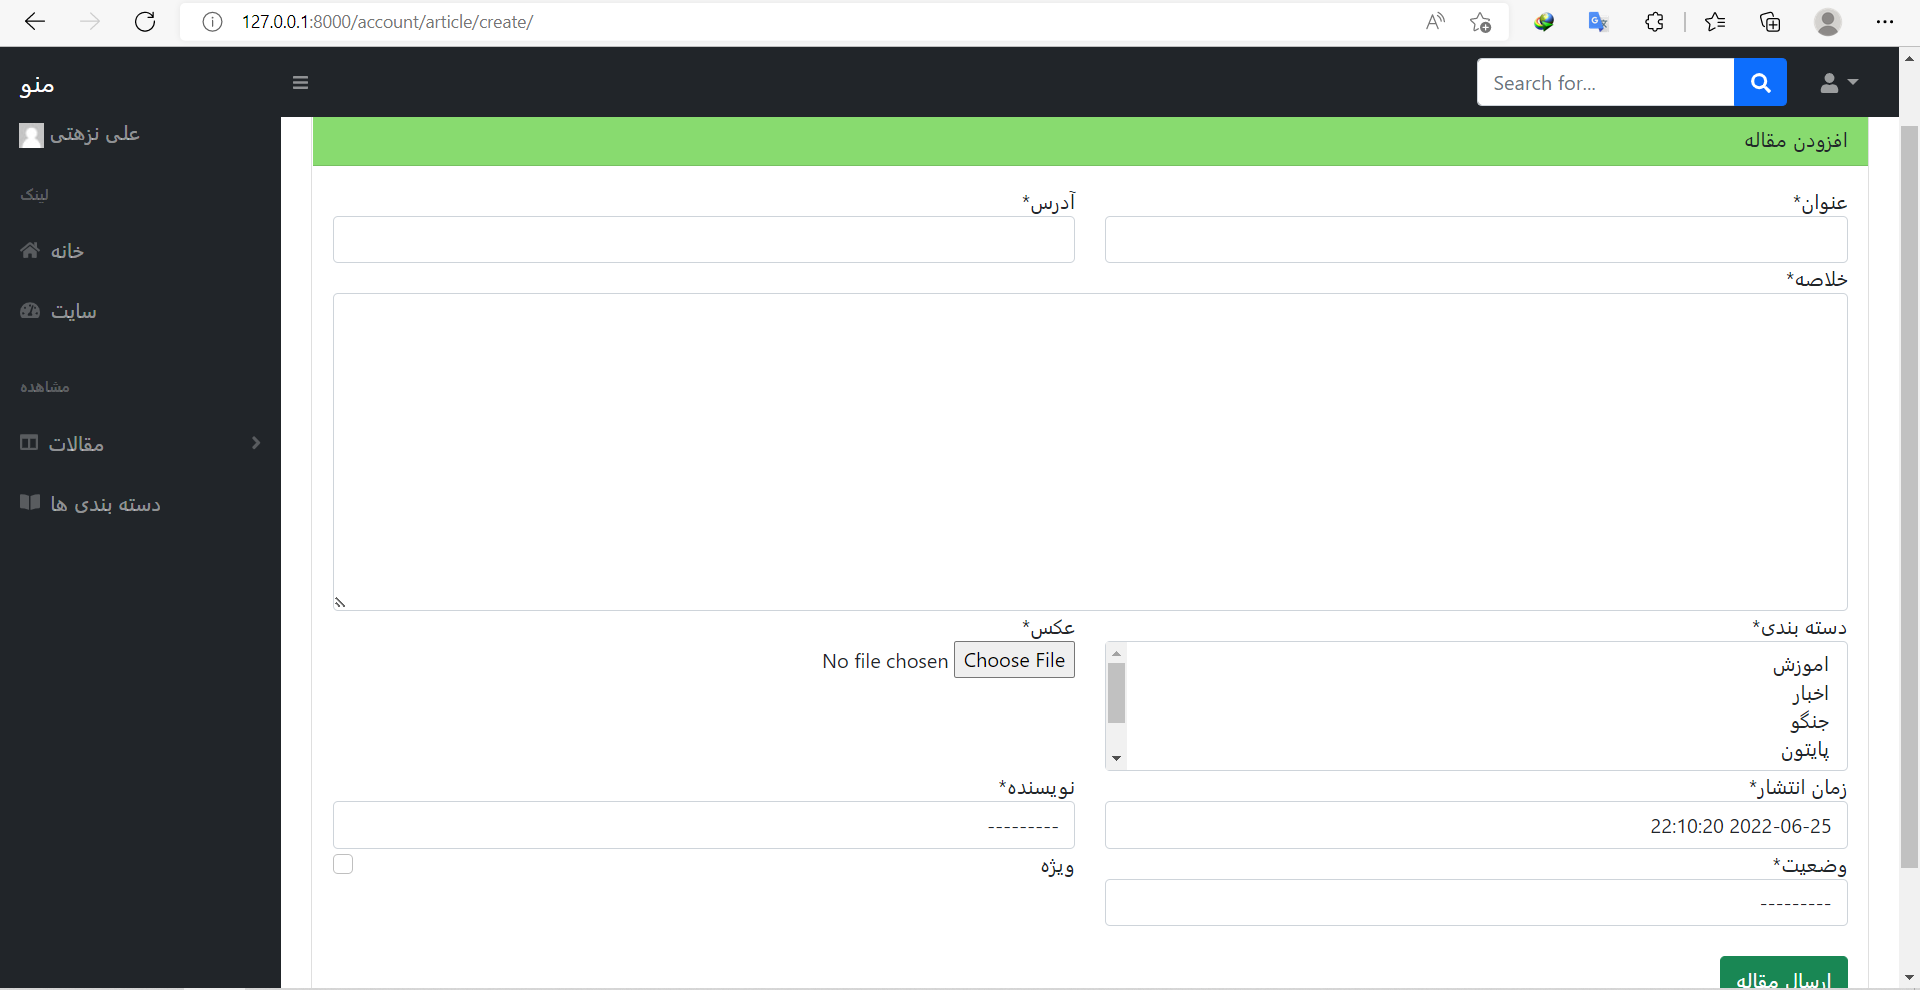 127.0.0.1:8000/account/article/create/
منو
Search for...
علی نزهتی
لینک
خانه
سایت
مشاهده
مقالات
دسته بندی ها
افزودن مقاله
عنوان*
آدرس*
خلاصه*
دسته بندی*
عکس*
Choose File No file chosen
اموزش
اخبار
جنگو
پایتون
زمان انتشار*
نویسنده*
2022-06-25 22:10:20
---------
وضعیت*
ویژه
---------
ارسال مقاله